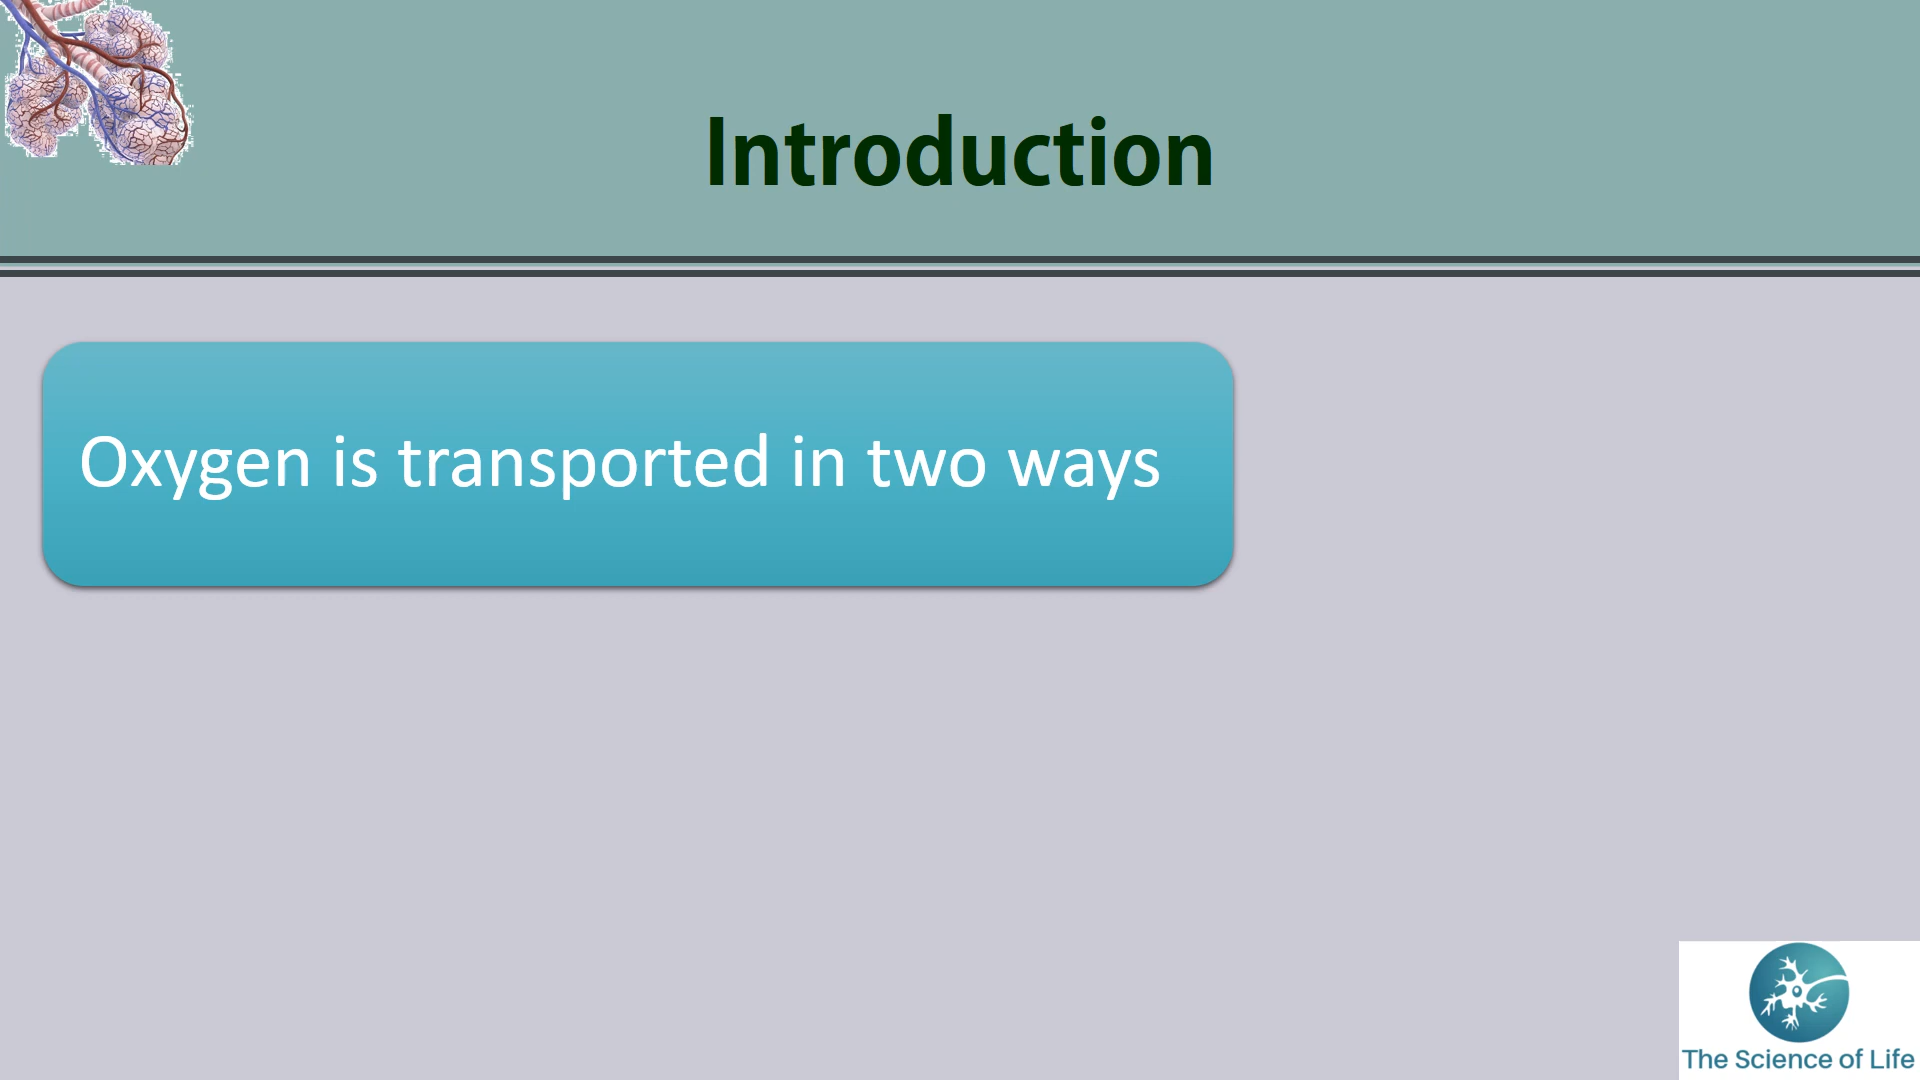 Introduction
Oxygen is transported in two ways
The Science of Life